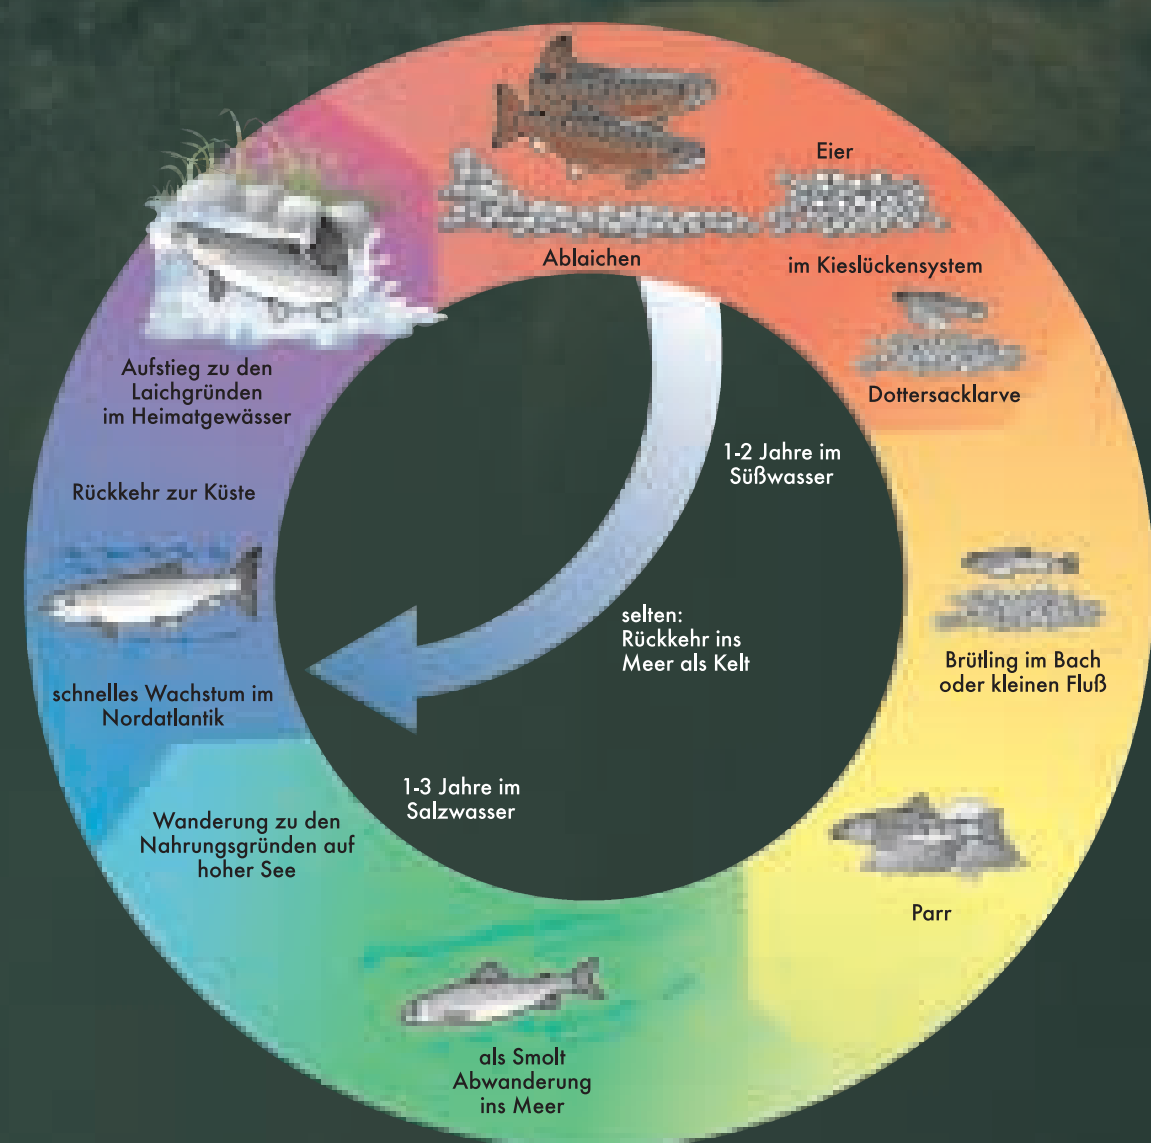 Eier
Ablaichen
im Kieslückensystem
Dottersacklarve
Brütling im Bach
oder kleinen Fluß
Parr
als Smolt
Abwanderung
ins Meer
Wanderung zu den
Nahrungsgründen auf
hoher See
schnelles Wachstum im
Nordatlantik
Rückkehr zur Küste
Aufstieg zu den
Laichgründen
im Heimatgewässer
1-2 Jahre im
Süßwasser
selten:
Rückkehr ins
Meer als Kelt
1-3 Jahre im
Salzwasser